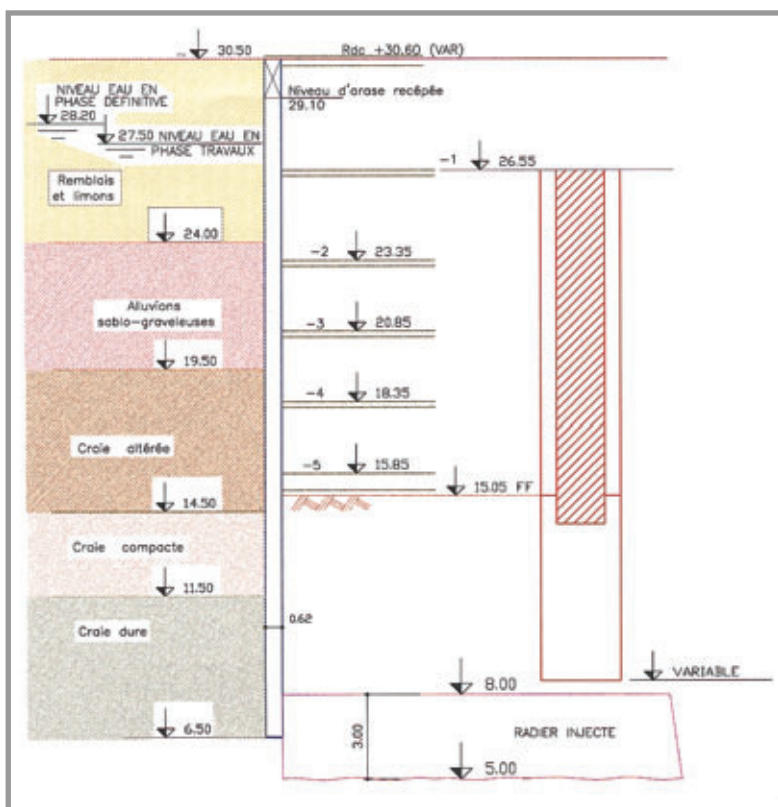 30.50
Rdc +30.60 (VAR)
NIVEAU EAU EN
PHASE DEFINITIVE
28.20
Niveau d'arase recépée
29.10
27.50 NIVEAU EAU EN
PHASE TRAVAUX
-1 26.55
Remblais
et limons
24.00
-2 23.35
Alluvions
sablo-graveleuses
-3 20.85
19.50
-4 18.35
Craie altérée
-5 15.85
15.05 FF
14.50
Craie compacte
11.50
Craie dure
0.62
VARIABLE
8.00
6.50
3.00
RADIER INJECTE
5.00